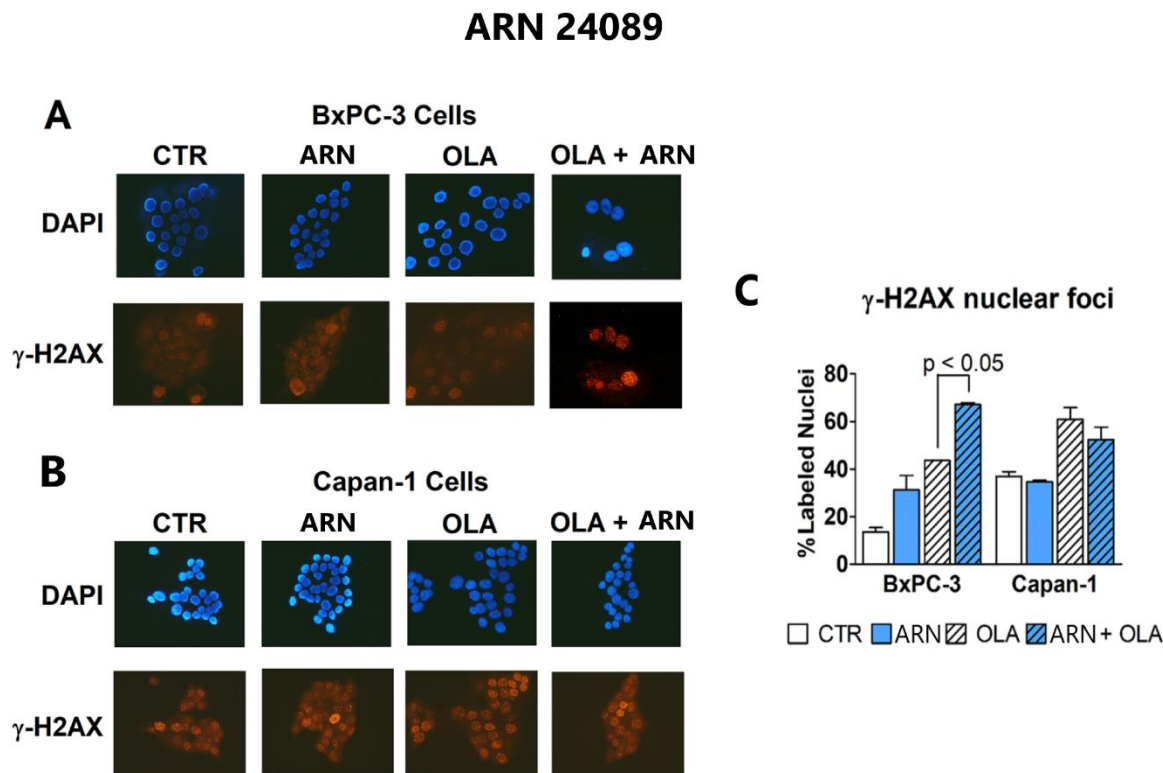 ARN 24089
A
BxPC-3 Cells
CTR ARN OLA OLA + ARN
DAPI
γ-H2AX
B
Capan-1 Cells
CTR ARN OLA OLA + ARN
DAPI
γ-H2AX
C
γ-H2AX nuclear foci
p < 0.05
% Labeled Nuclei
80
60
40
20
0
BxPC-3 Capan-1
CTR ARN OLA ARN + OLA